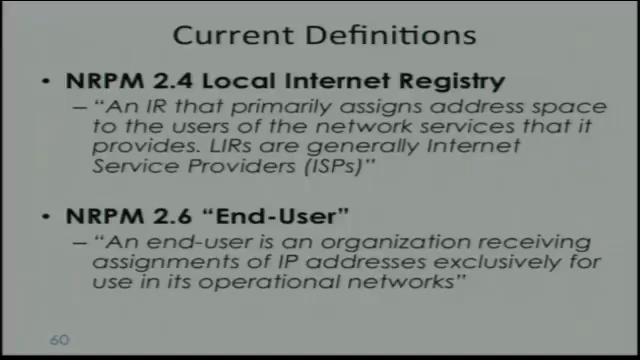 Current Definitions
• NRPM 2.4 Local Internet Registry
– “An IR that primarily assigns address space
to the users of the network services that it
provides. LIRs are generally Internet
Service Providers (ISPs)”
• NRPM 2.6 “End-User”
– “An end-user is an organization receiving
assignments of IP addresses exclusively for
use in its operational networks”
60